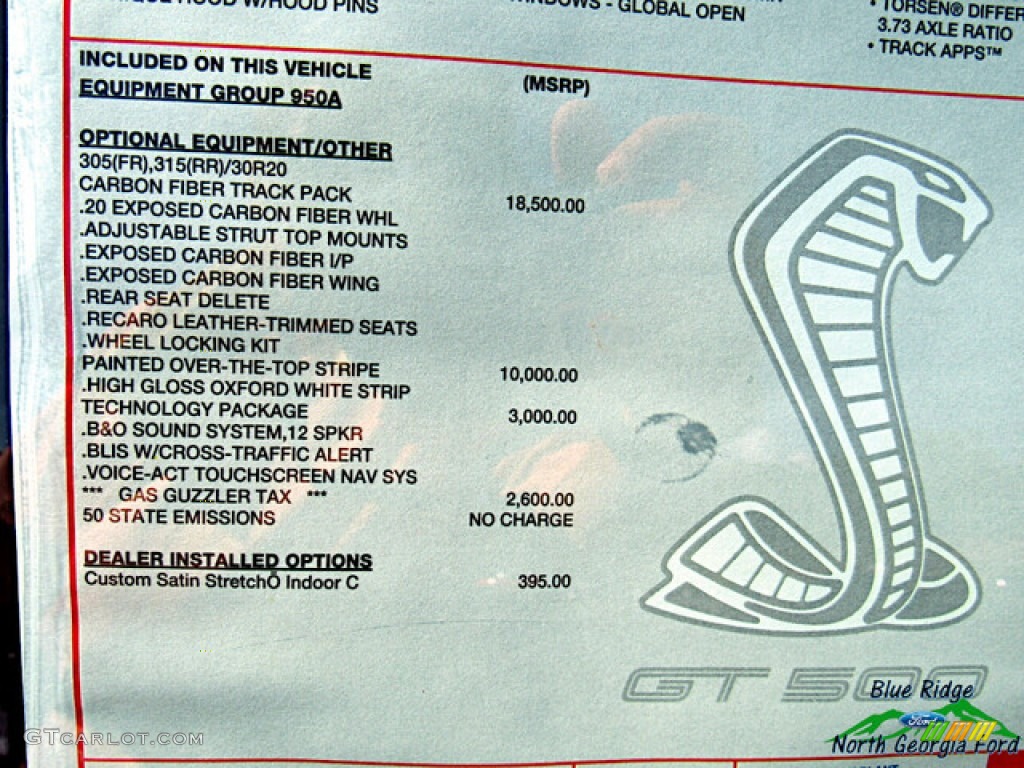 HOOD W/HOOD PINS
- GLOBAL OPEN
• TORSEN® DIFFER
3.73 AXLE RATIO
• TRACK APPS™
INCLUDED ON THIS VEHICLE
(MSRP)
EQUIPMENT GROUP 950A
OPTIONAL EQUIPMENT/OTHER
305(FR),315(RR)/30R20
CARBON FIBER TRACK PACK 18,500.00
.20 EXPOSED CARBON FIBER WHL
.ADJUSTABLE STRUT TOP MOUNTS
.EXPOSED CARBON FIBER I/P
.EXPOSED CARBON FIBER WING
.REAR SEAT DELETE
.RECARO LEATHER-TRIMMED SEATS
.WHEEL LOCKING KIT
PAINTED OVER-THE-TOP STRIPE 10,000.00
.HIGH GLOSS OXFORD WHITE STRIP
TECHNOLOGY PACKAGE 3,000.00
.B&O SOUND SYSTEM,12 SPKR
.BLIS W/CROSS-TRAFFIC ALERT
.VOICE-ACT TOUCHSCREEN NAV SYS
*** GAS GUZZLER TAX *** 2,600.00
50 STATE EMISSIONS NO CHARGE
DEALER INSTALLED OPTIONS
Custom Satin StretchÕ Indoor C 395.00
GT 500
Blue Ridge
Ford
North Georgia Ford
GTcarlot.com